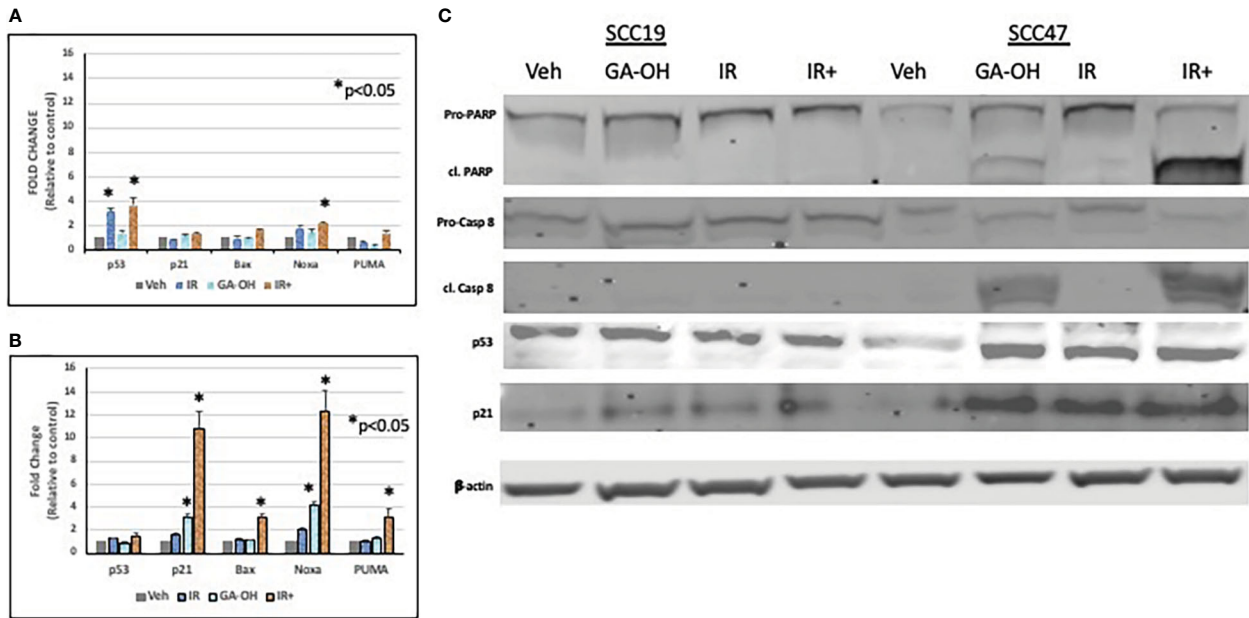 A
16
14
12
10
8
6
4
2
0
FOLD CHANGE
(Relative to control)
* p<0.05
* *
*
p53 p21 Bax Noxa PUMA
Veh IR GA-OH IR+
B
16
14
12
10
8
6
4
2
0
Fold Change
(Relative to control)
* p<0.05
* * * * * *
p53 p21 Bax Noxa PUMA
Veh IR GA-OH IR+
C
SCC19 SCC47
Veh GA-OH IR IR+ Veh GA-OH IR IR+
Pro-PARP
cl. PARP
Pro-Casp 8
cl. Casp 8
p53
p21
β-actin